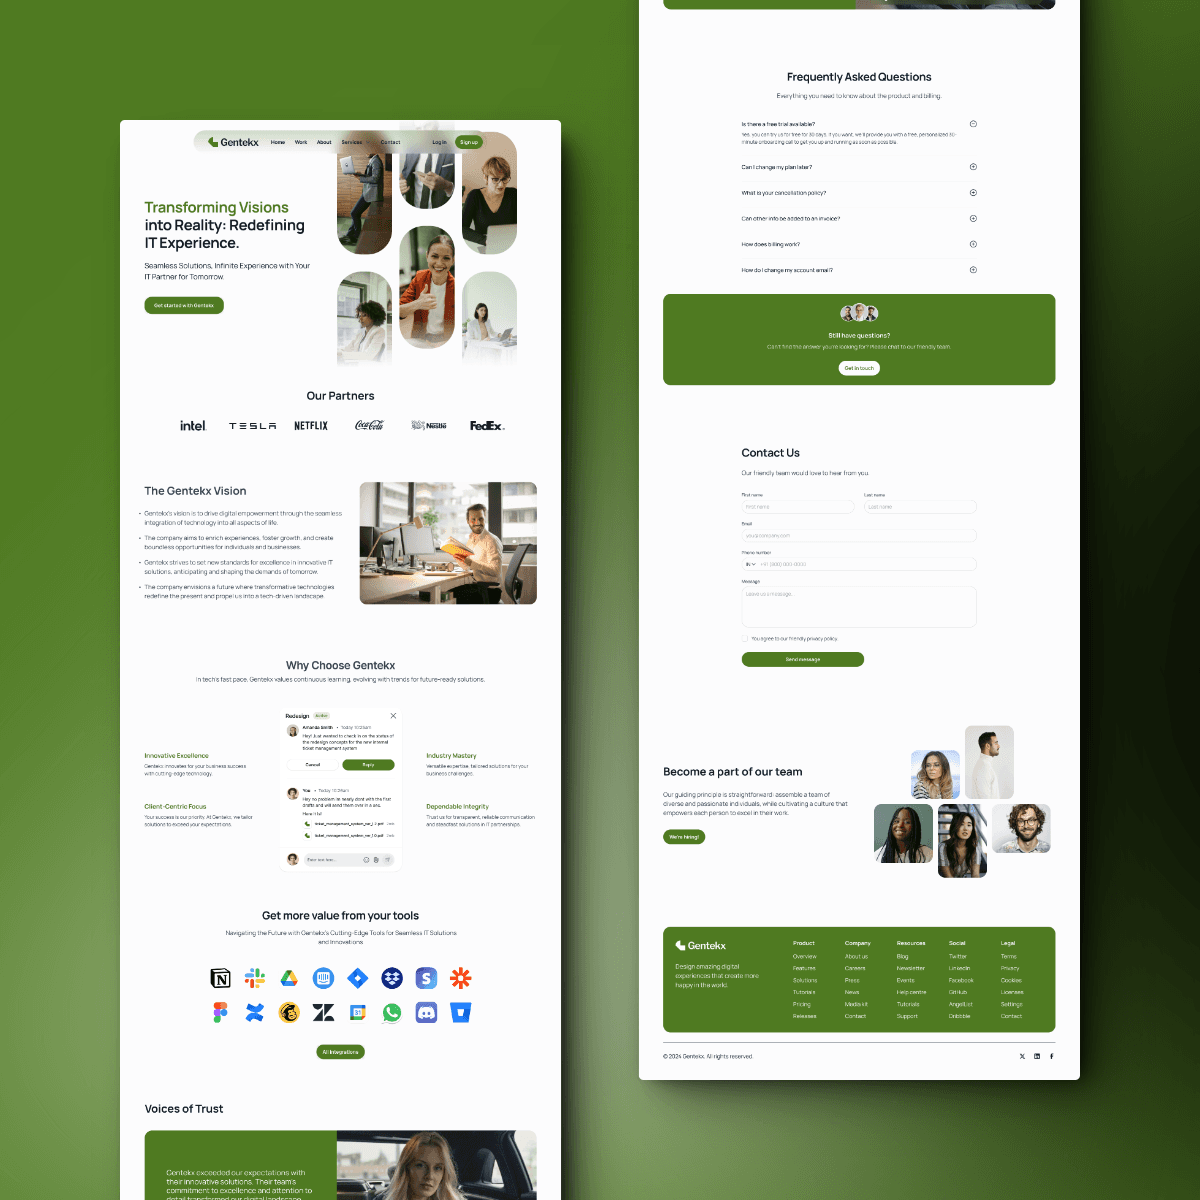 Gentekx
Home
Work
About
Services
Contact
Log in
Sign up
Transforming Visions
into Reality: Redefining
IT Experience.
Seamless Solutions, Infinite Experience with Your
IT Partner for Tomorrow.
Get started with Gentekx
Our Partners
intel.
TESLA
NETFLIX
Coca-Cola
Nestle
FedEx.
The Gentekx Vision
• Gentekx's vision is to drive digital empowerment through the seamless
integration of technology into all aspects of life.
• The company aims to enrich experiences, foster growth, and create
boundless opportunities for individuals and businesses.
• Gentekx strives to set new standards for excellence in innovative IT
solutions, anticipating and shaping the demands of tomorrow.
• The company envisions a future where transformative technologies
redefine the present and propel us into a tech-driven landscape.
Why Choose Gentekx
In tech's fast pace, Gentekx values continuous learning, evolving with trends for future-ready solutions.
Innovative Excellence
Gentekx innovates for your business success
with cutting-edge technology.
Client-Centric Focus
Your success is our priority. At Gentekx, we tailor
solutions to exceed your expectations.
Redesign
Active
Amanda Smith • Today 10:23am
Hey! Just wanted to check in on the status of
the redesign concepts for the new internal
ticket management system
Cancel
Reply
You • Today 10:29am
Hey no problem im nearly dont with the first
drafts and will send them over in a sec.
Here it is!
Industry Mastery
Versatile expertise, tailored solutions for your
business challenges.
Dependable Integrity
Trust us for transparent, reliable communication
and steadfast solutions in IT partnerships.
Get more value from your tools
Navigating the Future with Gentekx's Cutting-Edge Tools for Seamless IT Solutions
and Innovations
31
All Integrations
Voices of Trust
Gentekx exceeded our expectations with
their innovative solutions. Their team's
commitment to excellence and attention to
detail transformed our digital landscape.
Frequently Asked Questions
Everything you need to know about the product and billing.
Is there a free trial available?
Yes, you can try us for free for 30 days. If you want, we'll provide you with a free, personalized 30-
minute onboarding call to get you up and running as soon as possible.
Can I change my plan later?
What is your cancellation policy?
Can other info be added to an invoice?
How does billing work?
How do I change my account email?
Still have questions?
Can't find the answer you're looking for? Please chat to our friendly team.
Get in touch
Contact Us
Our friendly team would love to hear from you.
First name
Last name
First name
Last name
Email
you@company.com
Phone number
IN
Message
Leave us a message...
You agree to our friendly privacy policy.
Send message
Become a part of our team
Our guiding principle is straightforward: assemble a team of
diverse and passionate individuals, while cultivating a culture that
empowers each person to excel in their work.
We're hiring!
Gentekx
Design amazing digital
experiences that create more
happy in the world.
Product
Overview
Features
Solutions
Tutorials
Pricing
Releases
Company
About us
Careers
Press
News
Media kit
Contact
Resources
Blog
Newsletter
Events
Help centre
Tutorials
Support
Social
Twitter
LinkedIn
Facebook
GitHub
AngelList
Dribbble
Legal
Terms
Privacy
Cookies
Licenses
Settings
Contact
© 2024 Gentekx. All rights reserved.